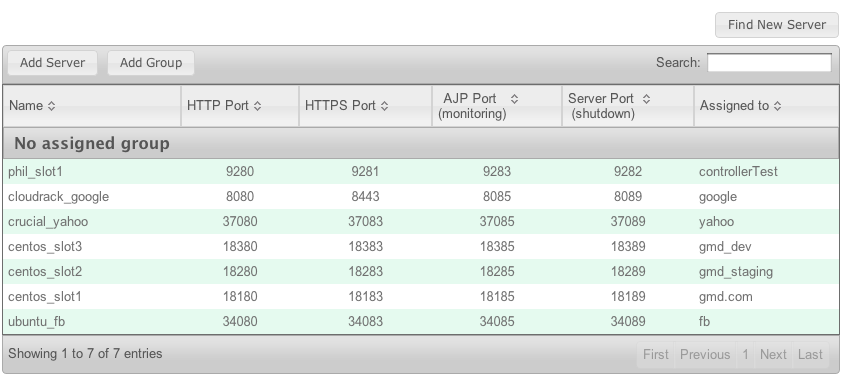 Find New Server
Add Server Add Group Search:
Name HTTP Port HTTPS Port AJP Port (monitoring) Server Port (shutdown) Assigned to
No assigned group
phil_slot1 9280 9281 9283 9282 controllerTest
cloudrack_google 8080 8443 8085 8089 google
crucial_yahoo 37080 37083 37085 37089 yahoo
centos_slot3 18380 18383 18385 18389 gmd_dev
centos_slot2 18280 18283 18285 18289 gmd_staging
centos_slot1 18180 18183 18185 18189 gmd.com
ubuntu_fb 34080 34083 34085 34089 fb
Showing 1 to 7 of 7 entries First Previous 1 Next Last